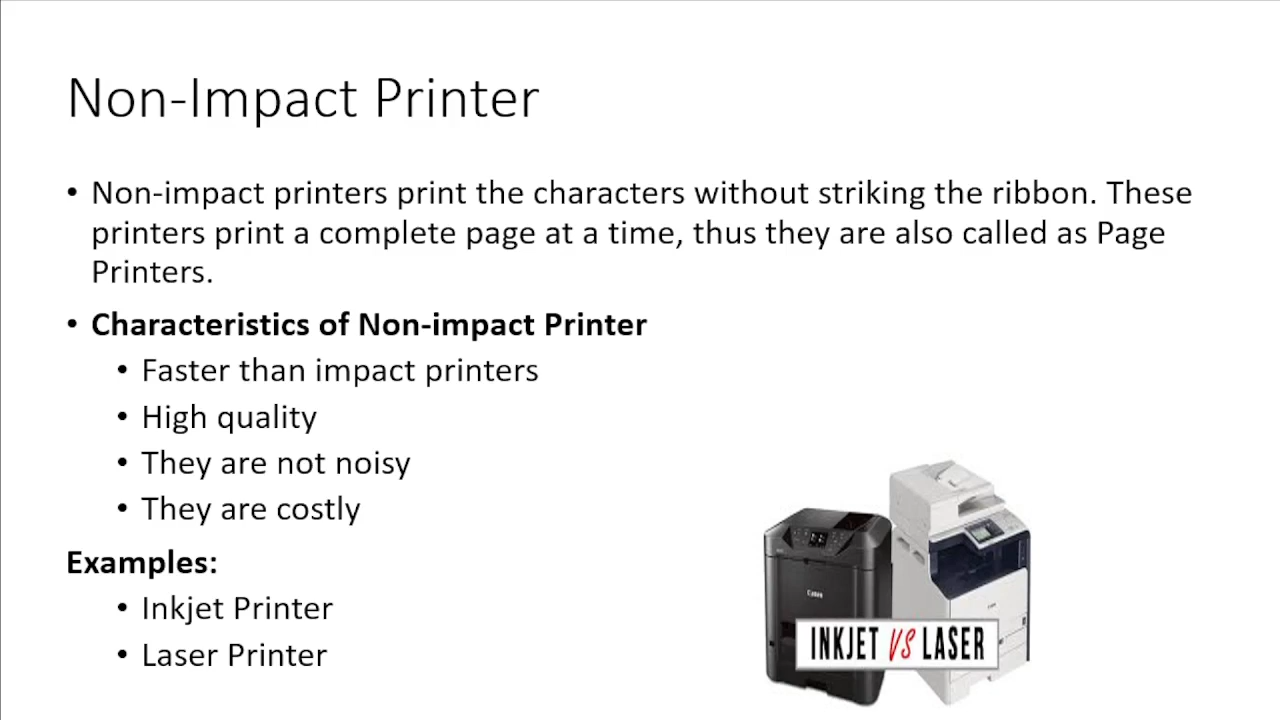 Non-Impact Printer
• Non-impact printers print the characters without striking the ribbon. These
printers print a complete page at a time, thus they are also called as Page
Printers.
• Characteristics of Non-impact Printer
• Faster than impact printers
• High quality
• They are not noisy
• They are costly
Examples:
• Inkjet Printer
• Laser Printer
Canon
INKJET VS LASER